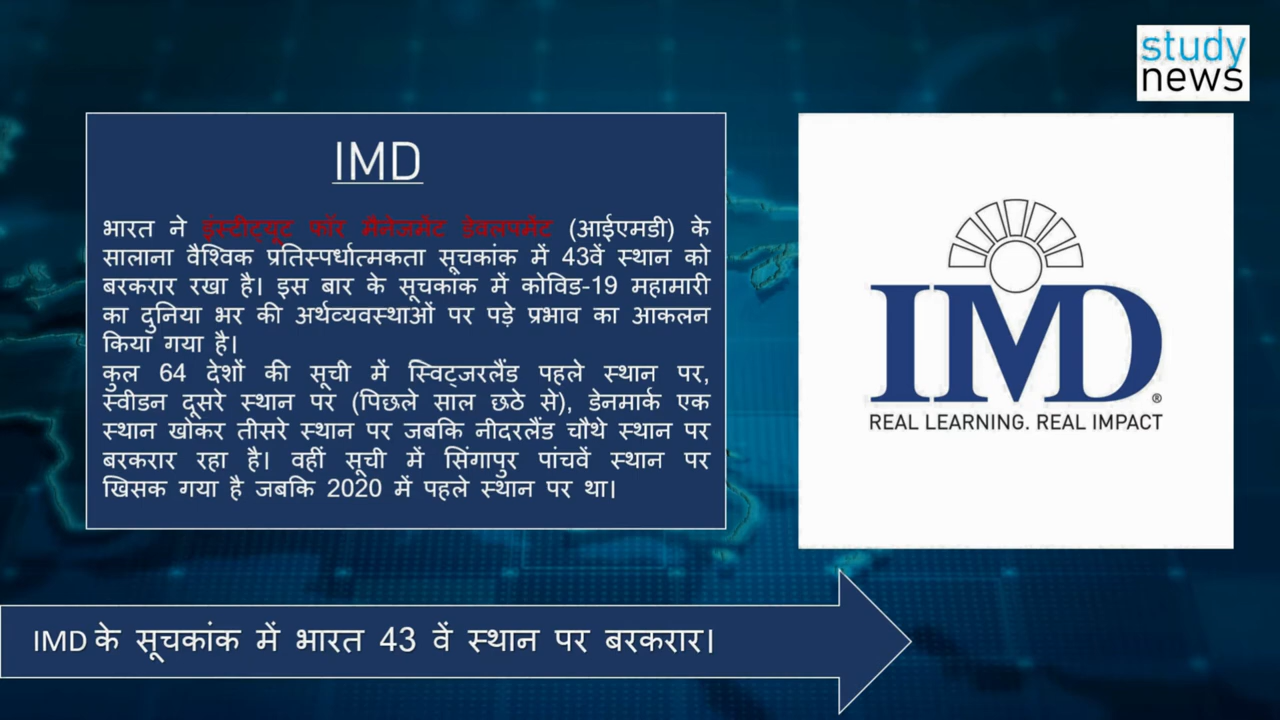 study
news
IMD
भारत ने इंस्टीट्यूट फॉर मैनेजमेंट डेवलपमेंट (आईएमडी) के
सालाना वैश्विक प्रतिस्पर्धात्मकता सूचकांक में 43वें स्थान को
बरकरार रखा है। इस बार के सूचकांक में कोविड-19 महामारी
का दुनिया भर की अर्थव्यवस्थाओं पर पड़े प्रभाव का आकलन
किया गया है।
कुल 64 देशों की सूची में स्विट्जरलैंड पहले स्थान पर,
स्वीडन दूसरे स्थान पर (पिछले साल छठे से), डेनमार्क एक
स्थान खोकर तीसरे स्थान पर जबकि नीदरलैंड चौथे स्थान पर
बरकरार रहा है। वहीं सूची में सिंगापुर पांचवें स्थान पर
खिसक गया है जबकि 2020 में पहले स्थान पर था।
IMD®
REAL LEARNING. REAL IMPACT
IMD के सूचकांक में भारत 43 वें स्थान पर बरकरार।